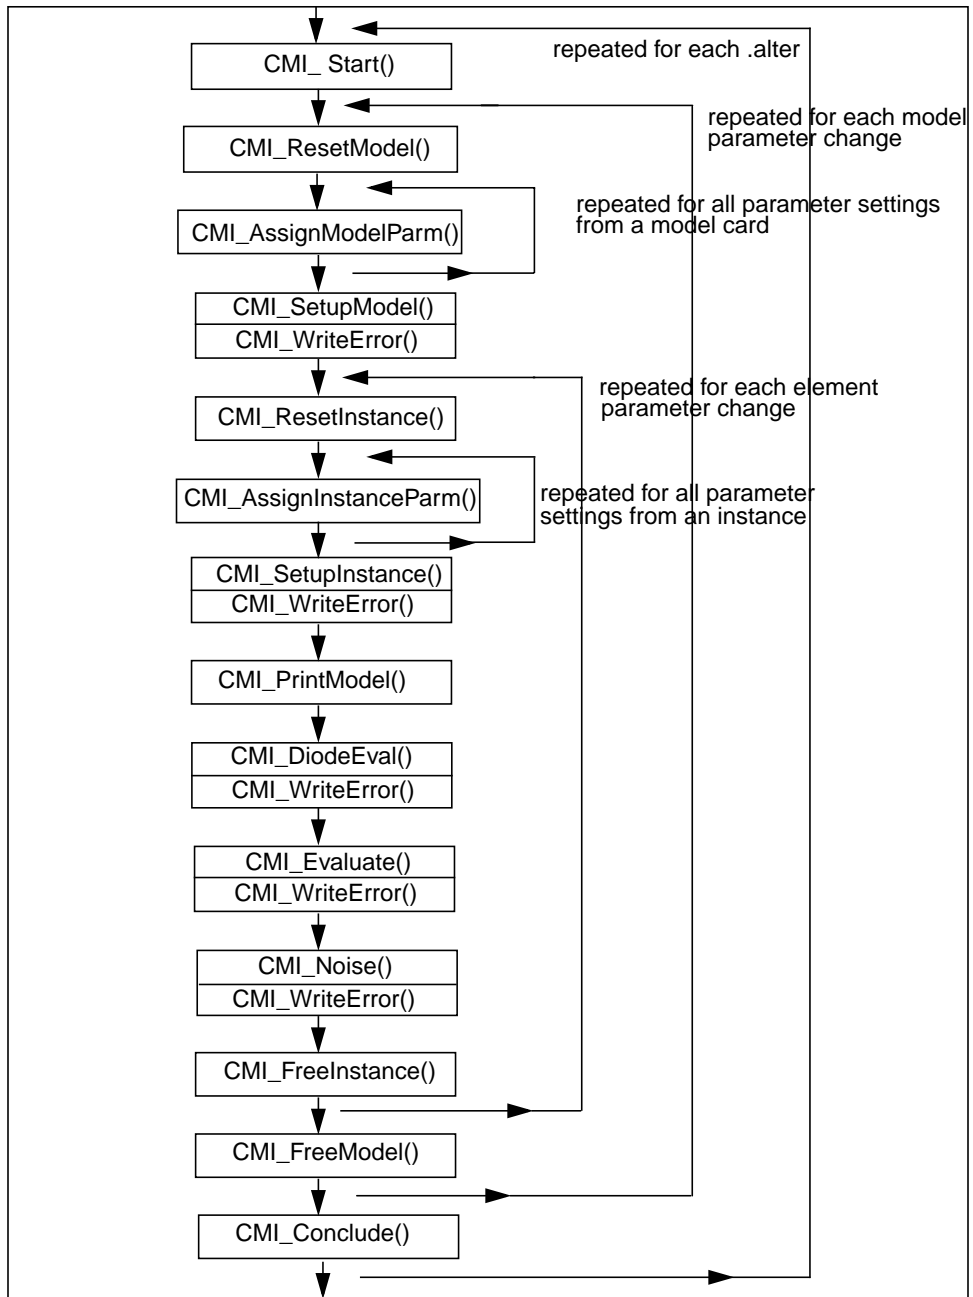 repeated for each .alter
CMI_ Start()
repeated for each model
parameter change
CMI_ResetModel()
repeated for all parameter settings
from a model card
CMI_AssignModelParm()
CMI_SetupModel()
CMI_WriteError()
repeated for each element
parameter change
CMI_ResetInstance()
CMI_AssignInstanceParm()
repeated for all parameter
settings from an instance
CMI_SetupInstance()
CMI_WriteError()
CMI_PrintModel()
CMI_DiodeEval()
CMI_WriteError()
CMI_Evaluate()
CMI_WriteError()
CMI_Noise()
CMI_WriteError()
CMI_FreeInstance()
CMI_FreeModel()
CMI_Conclude()